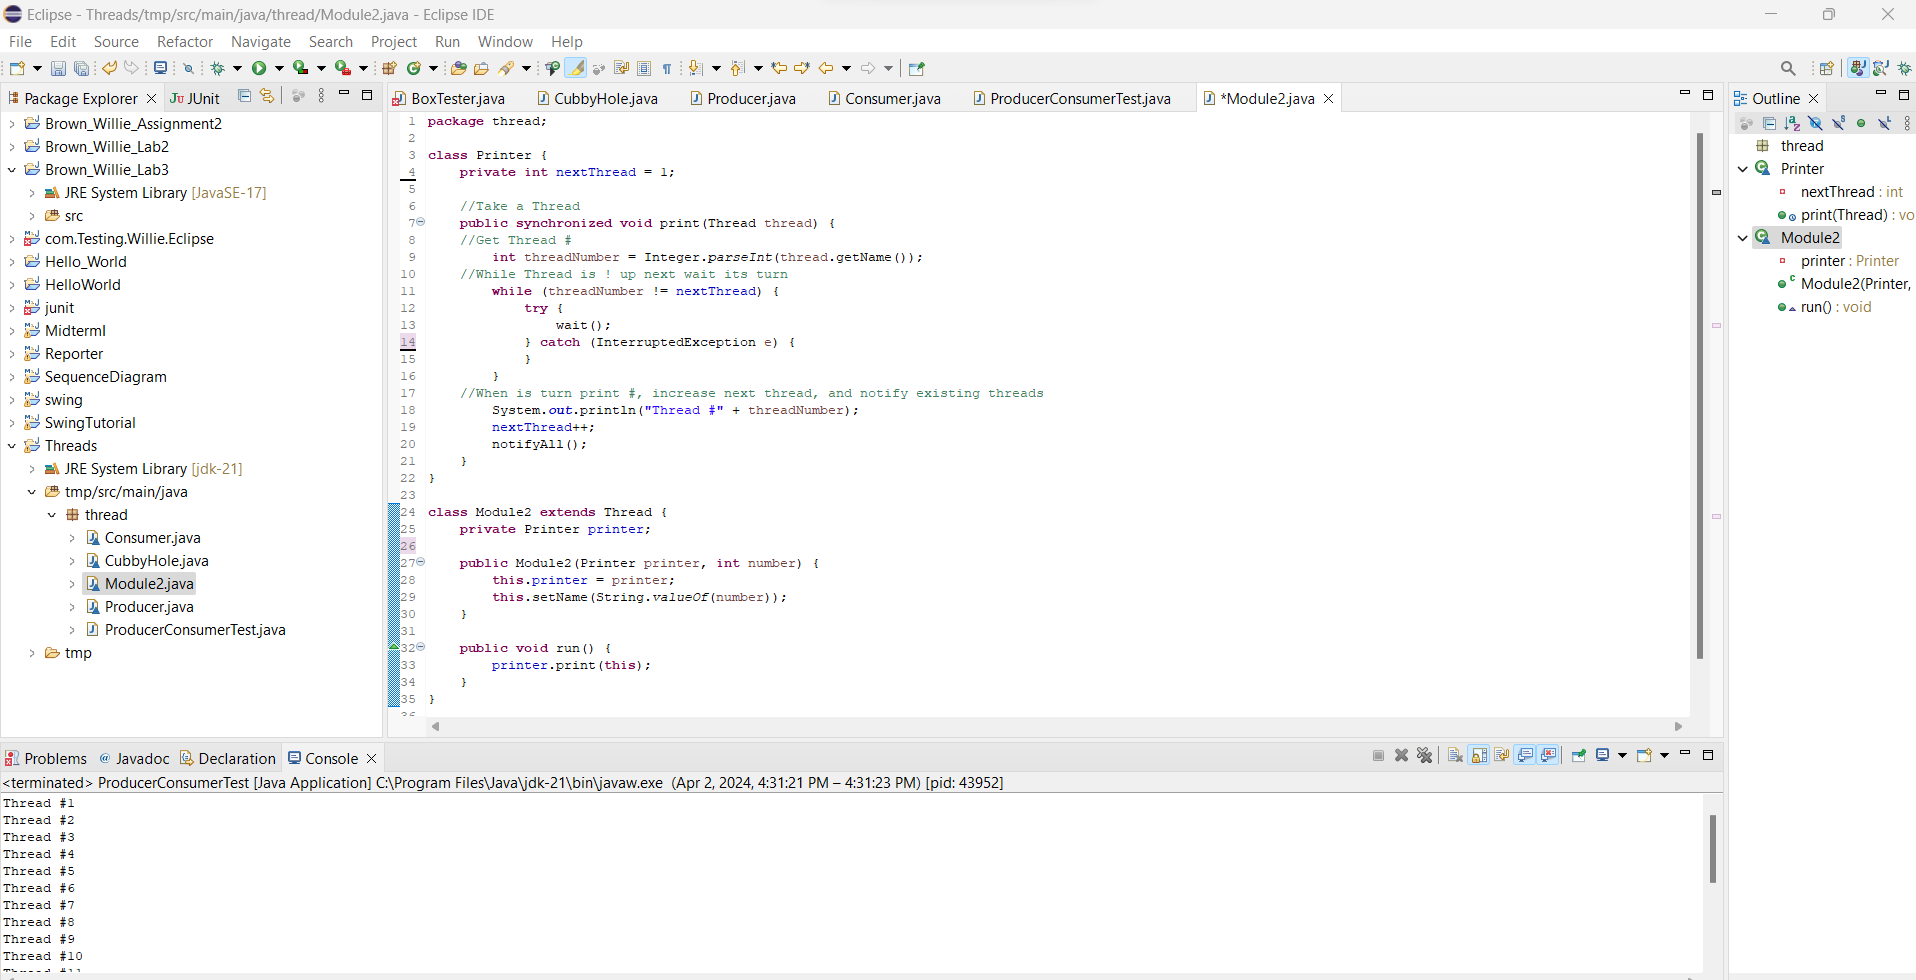 Eclipse - Threads/tmp/src/main/java/thread/Module2.java - Eclipse IDE
File Edit Source Refactor Navigate Search Project Run Window Help
Package Explorer JUnit
Brown_Willie_Assignment2
Brown_Willie_Lab2
Brown_Willie_Lab3
JRE System Library [JavaSE-17]
src
com.Testing.Willie.Eclipse
Hello_World
HelloWorld
junit
MidtermI
Reporter
SequenceDiagram
swing
SwingTutorial
Threads
JRE System Library [jdk-21]
tmp/src/main/java
thread
Consumer.java
CubbyHole.java
Module2.java
Producer.java
ProducerConsumerTest.java
tmp
BoxTester.java CubbyHole.java Producer.java Consumer.java ProducerConsumerTest.java *Module2.java
1 package thread;
2
3 class Printer {
4 private int nextThread = 1;
5
6 //Take a Thread
7 public synchronized void print(Thread thread) {
8 //Get Thread #
9 int threadNumber = Integer.parseInt(thread.getName());
10 //While Thread is ! up next wait its turn
11 while (threadNumber != nextThread) {
12 try {
13 wait();
14 } catch (InterruptedException e) {
15 }
16 }
17 //When is turn print #, increase next thread, and notify existing threads
18 System.out.println("Thread #" + threadNumber);
19 nextThread++;
20 notifyAll();
21 }
22 }
23
24 class Module2 extends Thread {
25 private Printer printer;
26
27 public Module2(Printer printer, int number) {
28 this.printer = printer;
29 this.setName(String.valueOf(number));
30 }
31
32 public void run() {
33 printer.print(this);
34 }
35 }
36
Outline
thread
Printer
nextThread : int
print(Thread) : vo
Module2
printer : Printer
Module2(Printer,
run() : void
Problems @ Javadoc Declaration Console
<terminated> ProducerConsumerTest [Java Application] C:\Program Files\Java\jdk-21\bin\javaw.exe (Apr 2, 2024, 4:31:21 PM – 4:31:23 PM) [pid: 43952]
Thread #1
Thread #2
Thread #3
Thread #4
Thread #5
Thread #6
Thread #7
Thread #8
Thread #9
Thread #10
Thread #11